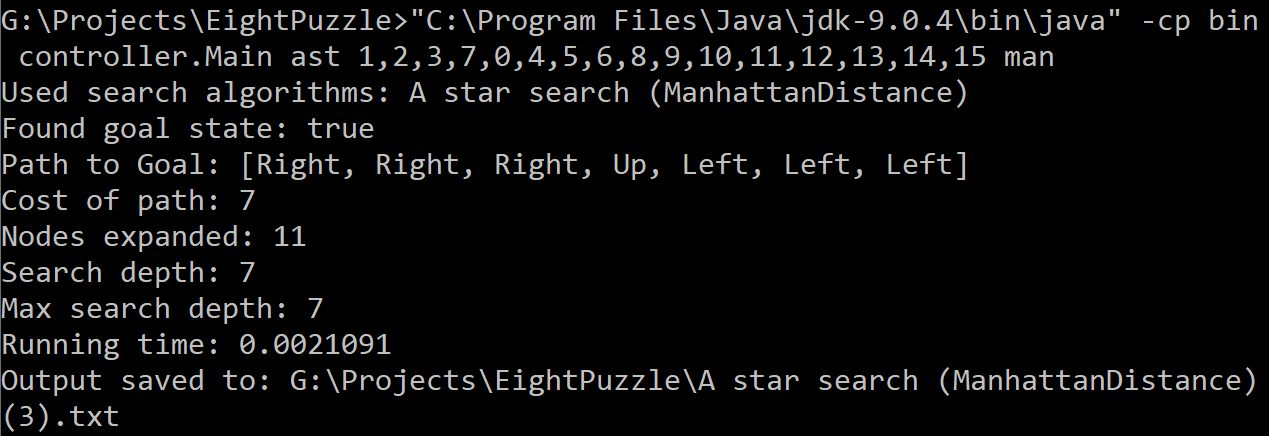 G:\Projects\EightPuzzle>"C:\Program Files\Java\jdk-9.0.4\bin\java" -cp bin
 controller.Main ast 1,2,3,7,0,4,5,6,8,9,10,11,12,13,14,15 man
Used search algorithms: A star search (ManhattanDistance)
Found goal state: true
Path to Goal: [Right, Right, Right, Up, Left, Left, Left]
Cost of path: 7
Nodes expanded: 11
Search depth: 7
Max search depth: 7
Running time: 0.0021091
Output saved to: G:\Projects\EightPuzzle\A star search (ManhattanDistance)
(3).txt